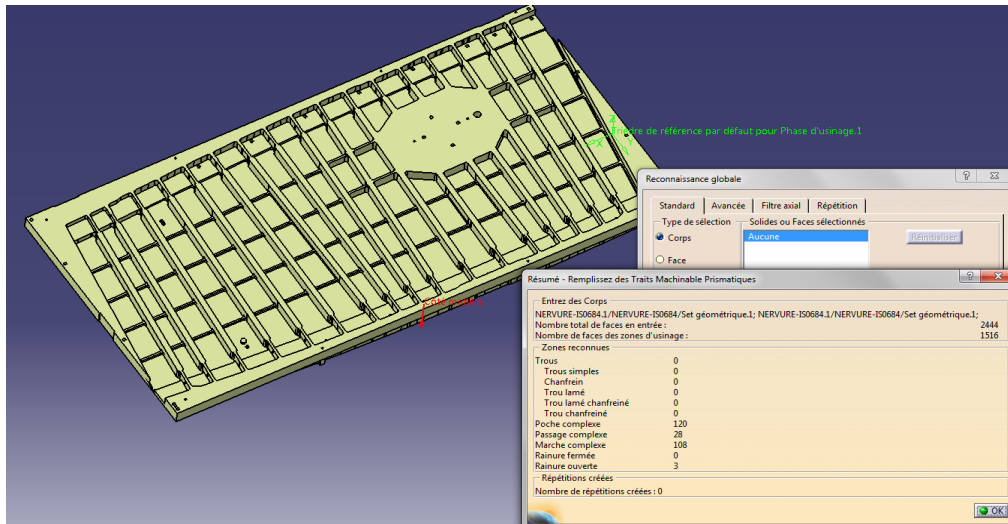 Z
Cadre de référence par défaut pour Phase d'usinage.1
X
Y
Reconnaissance globale
Standard
Avancée
Filtre axial
Répétition
Type de sélection
Solides ou Faces sélectionnés
Corps
Aucune
Réinitialiser
Face
Résumé - Remplissez des Traits Machinable Prismatiques
Entrez des Corps
NERVURE-IS0684.1/NERVURE-IS0684/Set géométrique.1; NERVURE-IS0684.1/NERVURE-IS0684/Set géométrique.1;
Nombre total de faces en entrée : 2444
Nombre de faces des zones d'usinage : 1516
Zones reconnues
Trous 0
Trous simples 0
Chanfrein 0
Trou lamé 0
Trou lamé chanfreiné 0
Trou chanfreiné 0
Poche complexe 120
Passage complexe 28
Marche complexe 108
Rainure fermée 0
Rainure ouverte 3
Répétitions créées
Nombre de répétitions créées : 0
OK